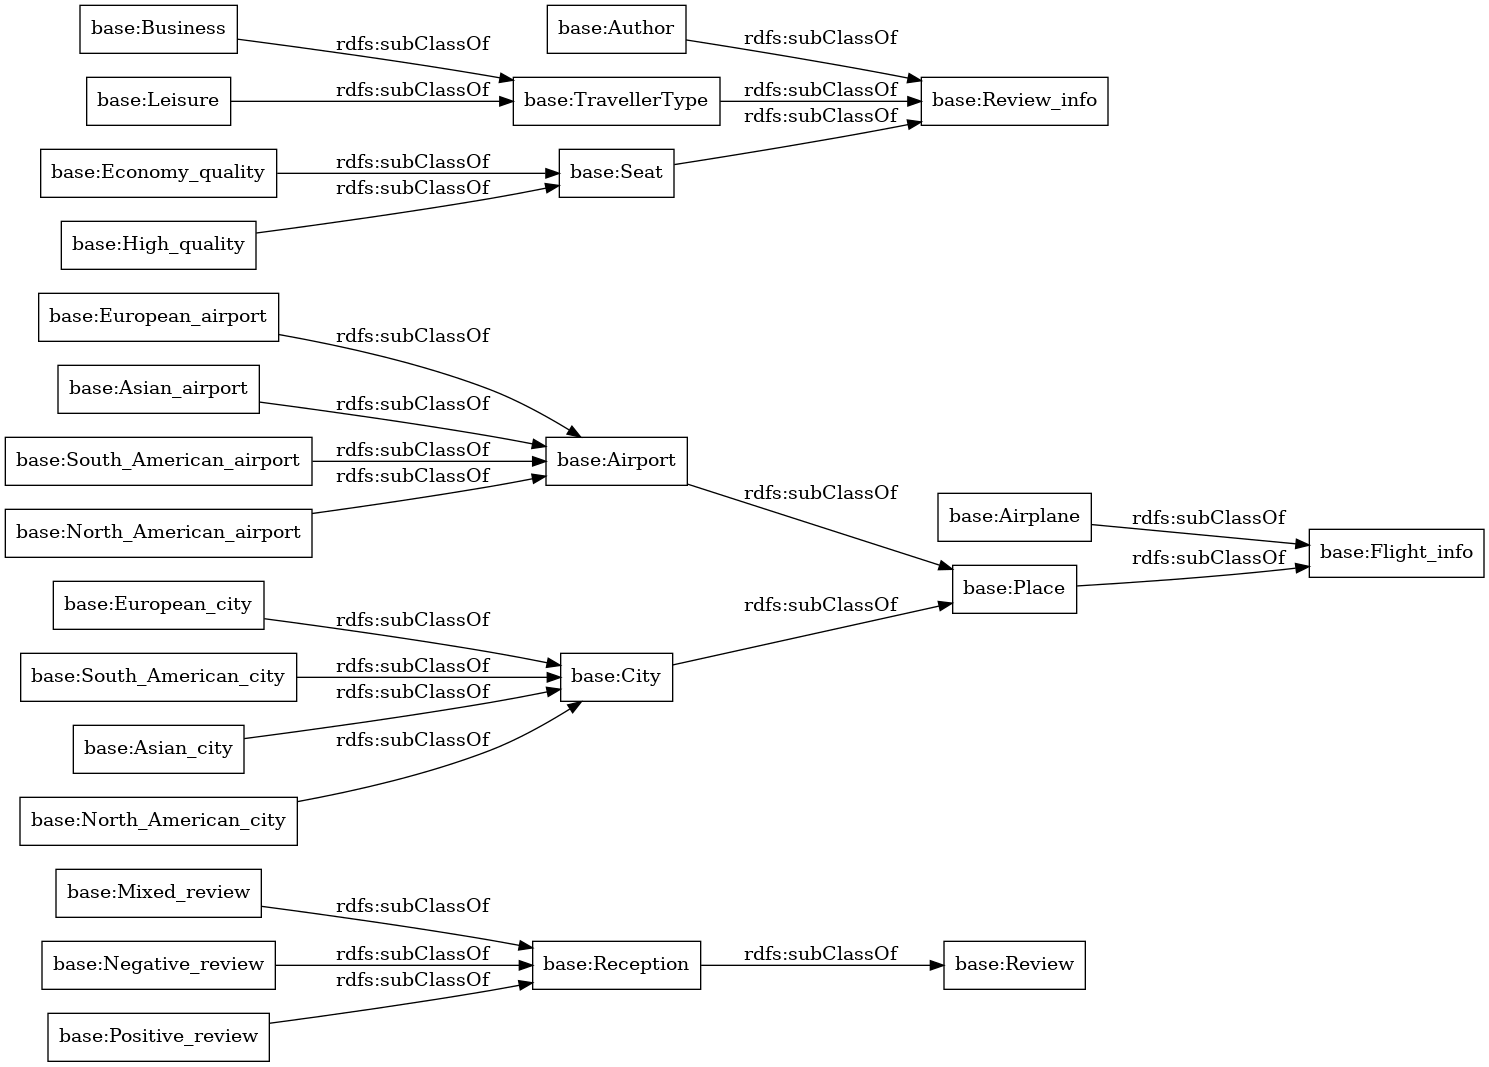 base:Business
rdfs:subClassOf
base:Author
rdfs:subClassOf
base:Leisure
rdfs:subClassOf
base:TravellerType
rdfs:subClassOf
base:Review_info
rdfs:subClassOf
base:Economy_quality
rdfs:subClassOf
base:Seat
rdfs:subClassOf
base:High_quality
base:European_airport
rdfs:subClassOf
base:Asian_airport
rdfs:subClassOf
base:South_American_airport
rdfs:subClassOf
base:Airport
rdfs:subClassOf
base:North_American_airport
rdfs:subClassOf
base:Airplane
rdfs:subClassOf
base:Flight_info
rdfs:subClassOf
base:Place
base:European_city
rdfs:subClassOf
rdfs:subClassOf
base:South_American_city
rdfs:subClassOf
base:City
rdfs:subClassOf
base:Asian_city
rdfs:subClassOf
base:North_American_city
base:Mixed_review
rdfs:subClassOf
base:Negative_review
rdfs:subClassOf
base:Reception
rdfs:subClassOf
base:Review
rdfs:subClassOf
base:Positive_review